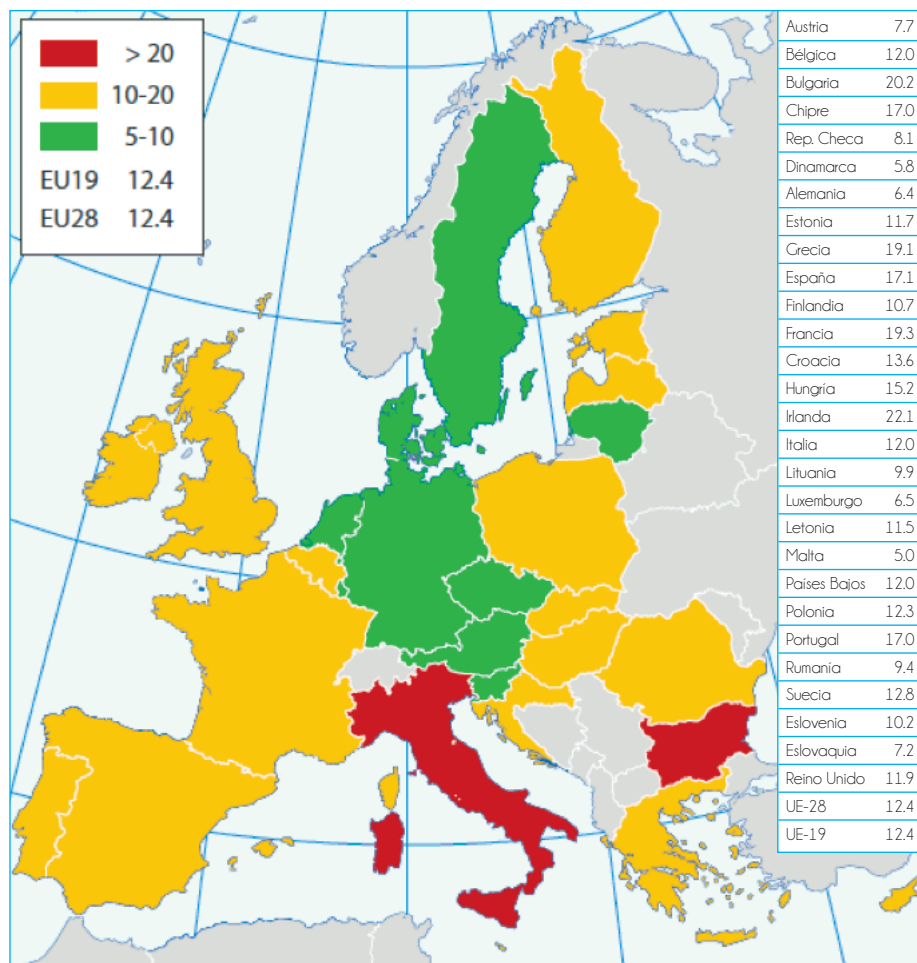 > 20
10-20
5-10
EU19 12.4
EU28 12.4
Austria 7.7
Bélgica 12.0
Bulgaria 20.2
Chipre 17.0
Rep. Checa 8.1
Dinamarca 5.8
Alemania 6.4
Estonia 11.7
Grecia 19.1
España 17.1
Finlandia 10.7
Francia 19.3
Croacia 13.6
Hungría 15.2
Irlanda 22.1
Italia 12.0
Lituania 9.9
Luxemburgo 6.5
Letonia 11.5
Malta 5.0
Países Bajos 12.0
Polonia 12.3
Portugal 17.0
Rumanía 9.4
Suecia 12.8
Eslovenia 10.2
Eslovaquia 7.2
Reino Unido 11.9
UE-28 12.4
UE-19 12.4